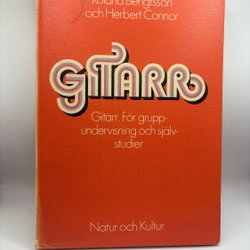 Roland Bengtsson
och Herbert Connor
GITARR
Gitarr. För grupp-
undervisning och själv-
studier
Natur och Kultur